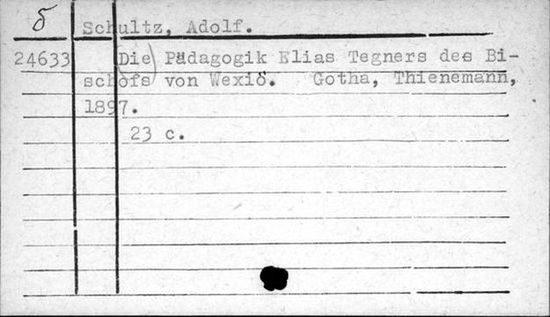 δ Schultz, Adolf.
24633 (Die) Pädagogik Elias Tegners des Bi-
schofs von Wexiö. Gotha, Thienemann,
1897.
23 c.